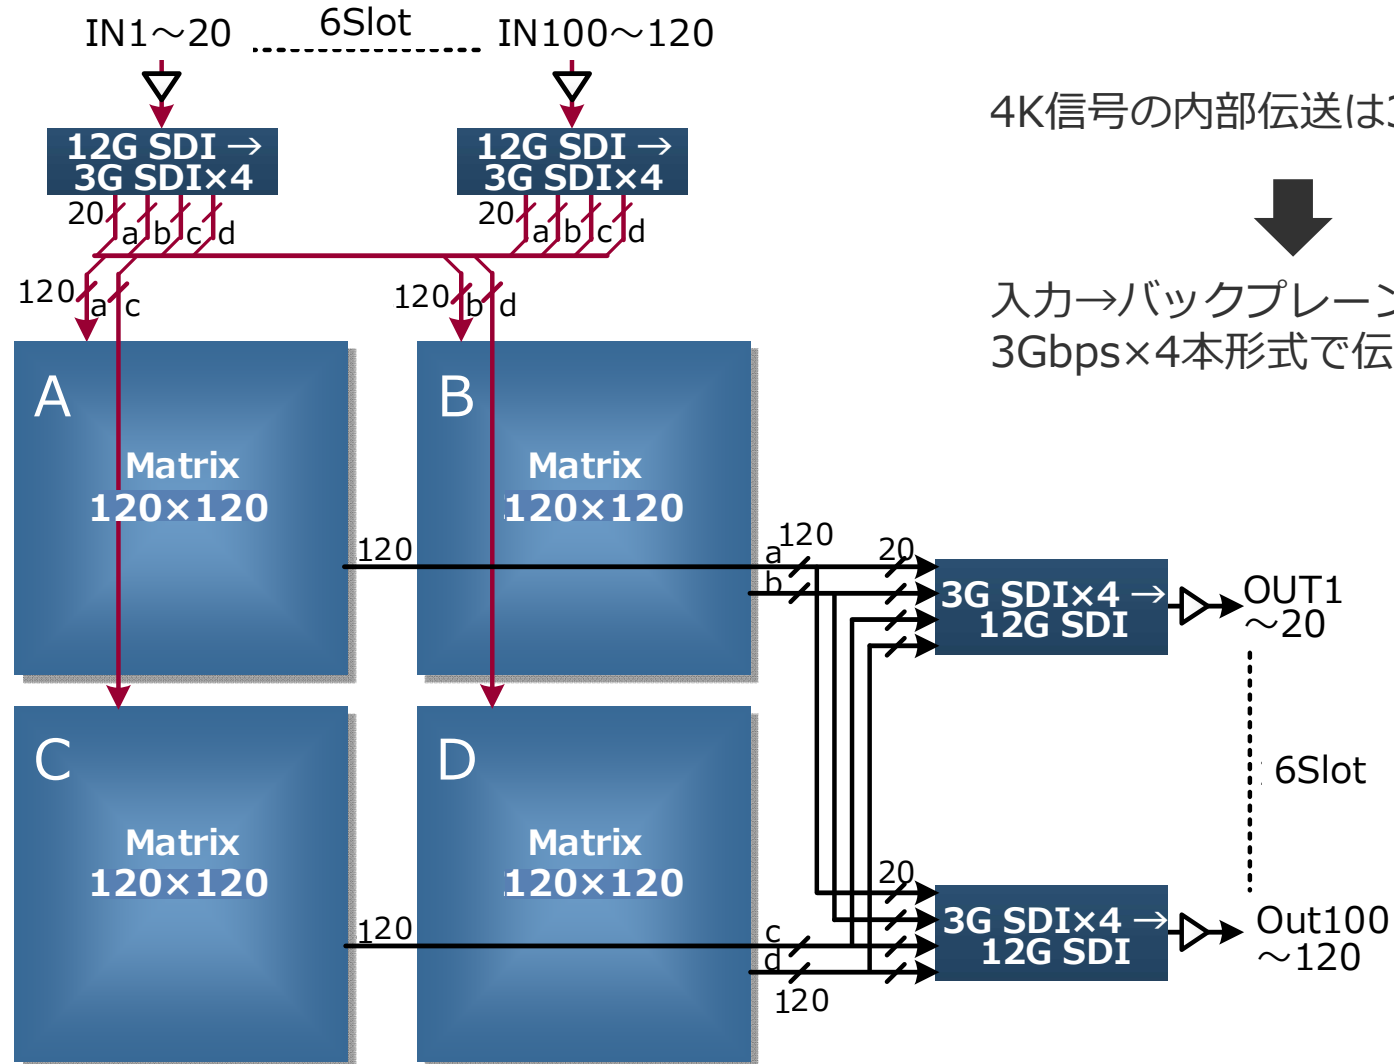 IN1～20
6Slot
IN100～120
12G SDI →
3G SDI×4
12G SDI →
3G SDI×4
20
a
b
c
d
20
a
b
c
d
120
a
c
120
b
d
4K信号の内部伝送は3
入力→バックプレーン
3Gbps×4本形式で伝
A
Matrix
120×120
B
Matrix
120×120
120
a
120
b
20
3G SDI×4 →
12G SDI
OUT1
～20
6Slot
C
Matrix
120×120
D
Matrix
120×120
120
c
d
120
20
3G SDI×4 →
12G SDI
Out100
～120